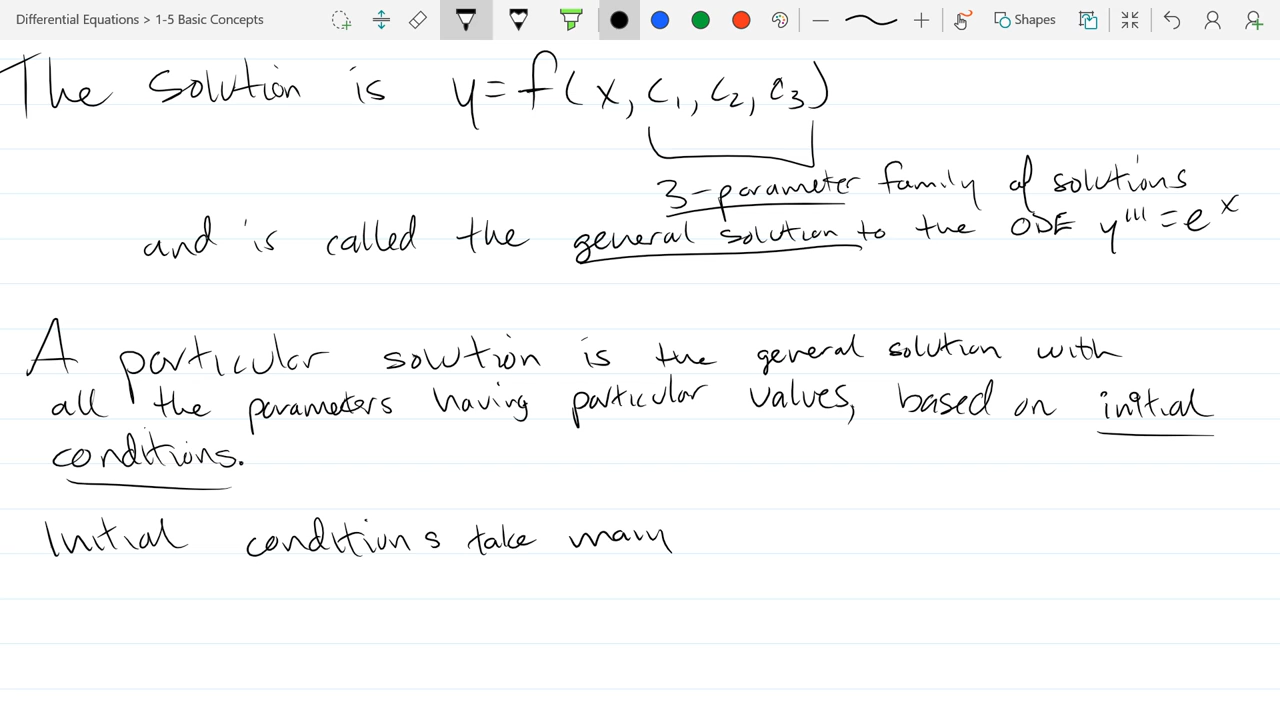 Differential Equations > 1-5 Basic Concepts
Shapes
The solution is y=f(x, c₁, c₂, c₃)
3-parameter family of solutions
and is called the general solution to the ODE y''' = eˣ
A particular solution is the general solution with
all the parameters having particular values, based on initial
conditions.
Initial conditions take many